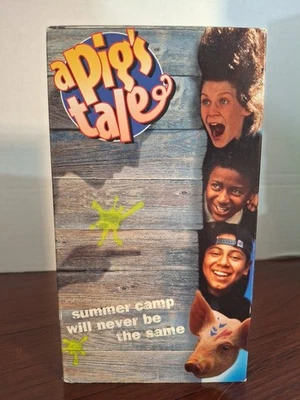 a
pig's
tale
summer camp
will never be
the same